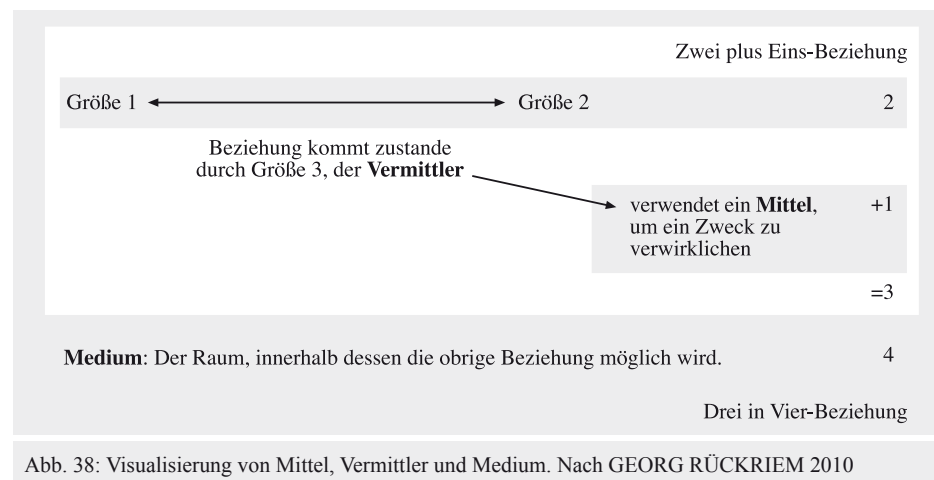 Zwei plus Eins-Beziehung
Größe 1 Größe 2 2
Beziehung kommt zustande
durch Größe 3, der Vermittler
verwendet ein Mittel, +1
um ein Zweck zu
verwirklichen
=3
Medium: Der Raum, innerhalb dessen die obrige Beziehung möglich wird. 4
Drei in Vier-Beziehung
Abb. 38: Visualisierung von Mittel, Vermittler und Medium. Nach GEORG RÜCKRIEM 2010